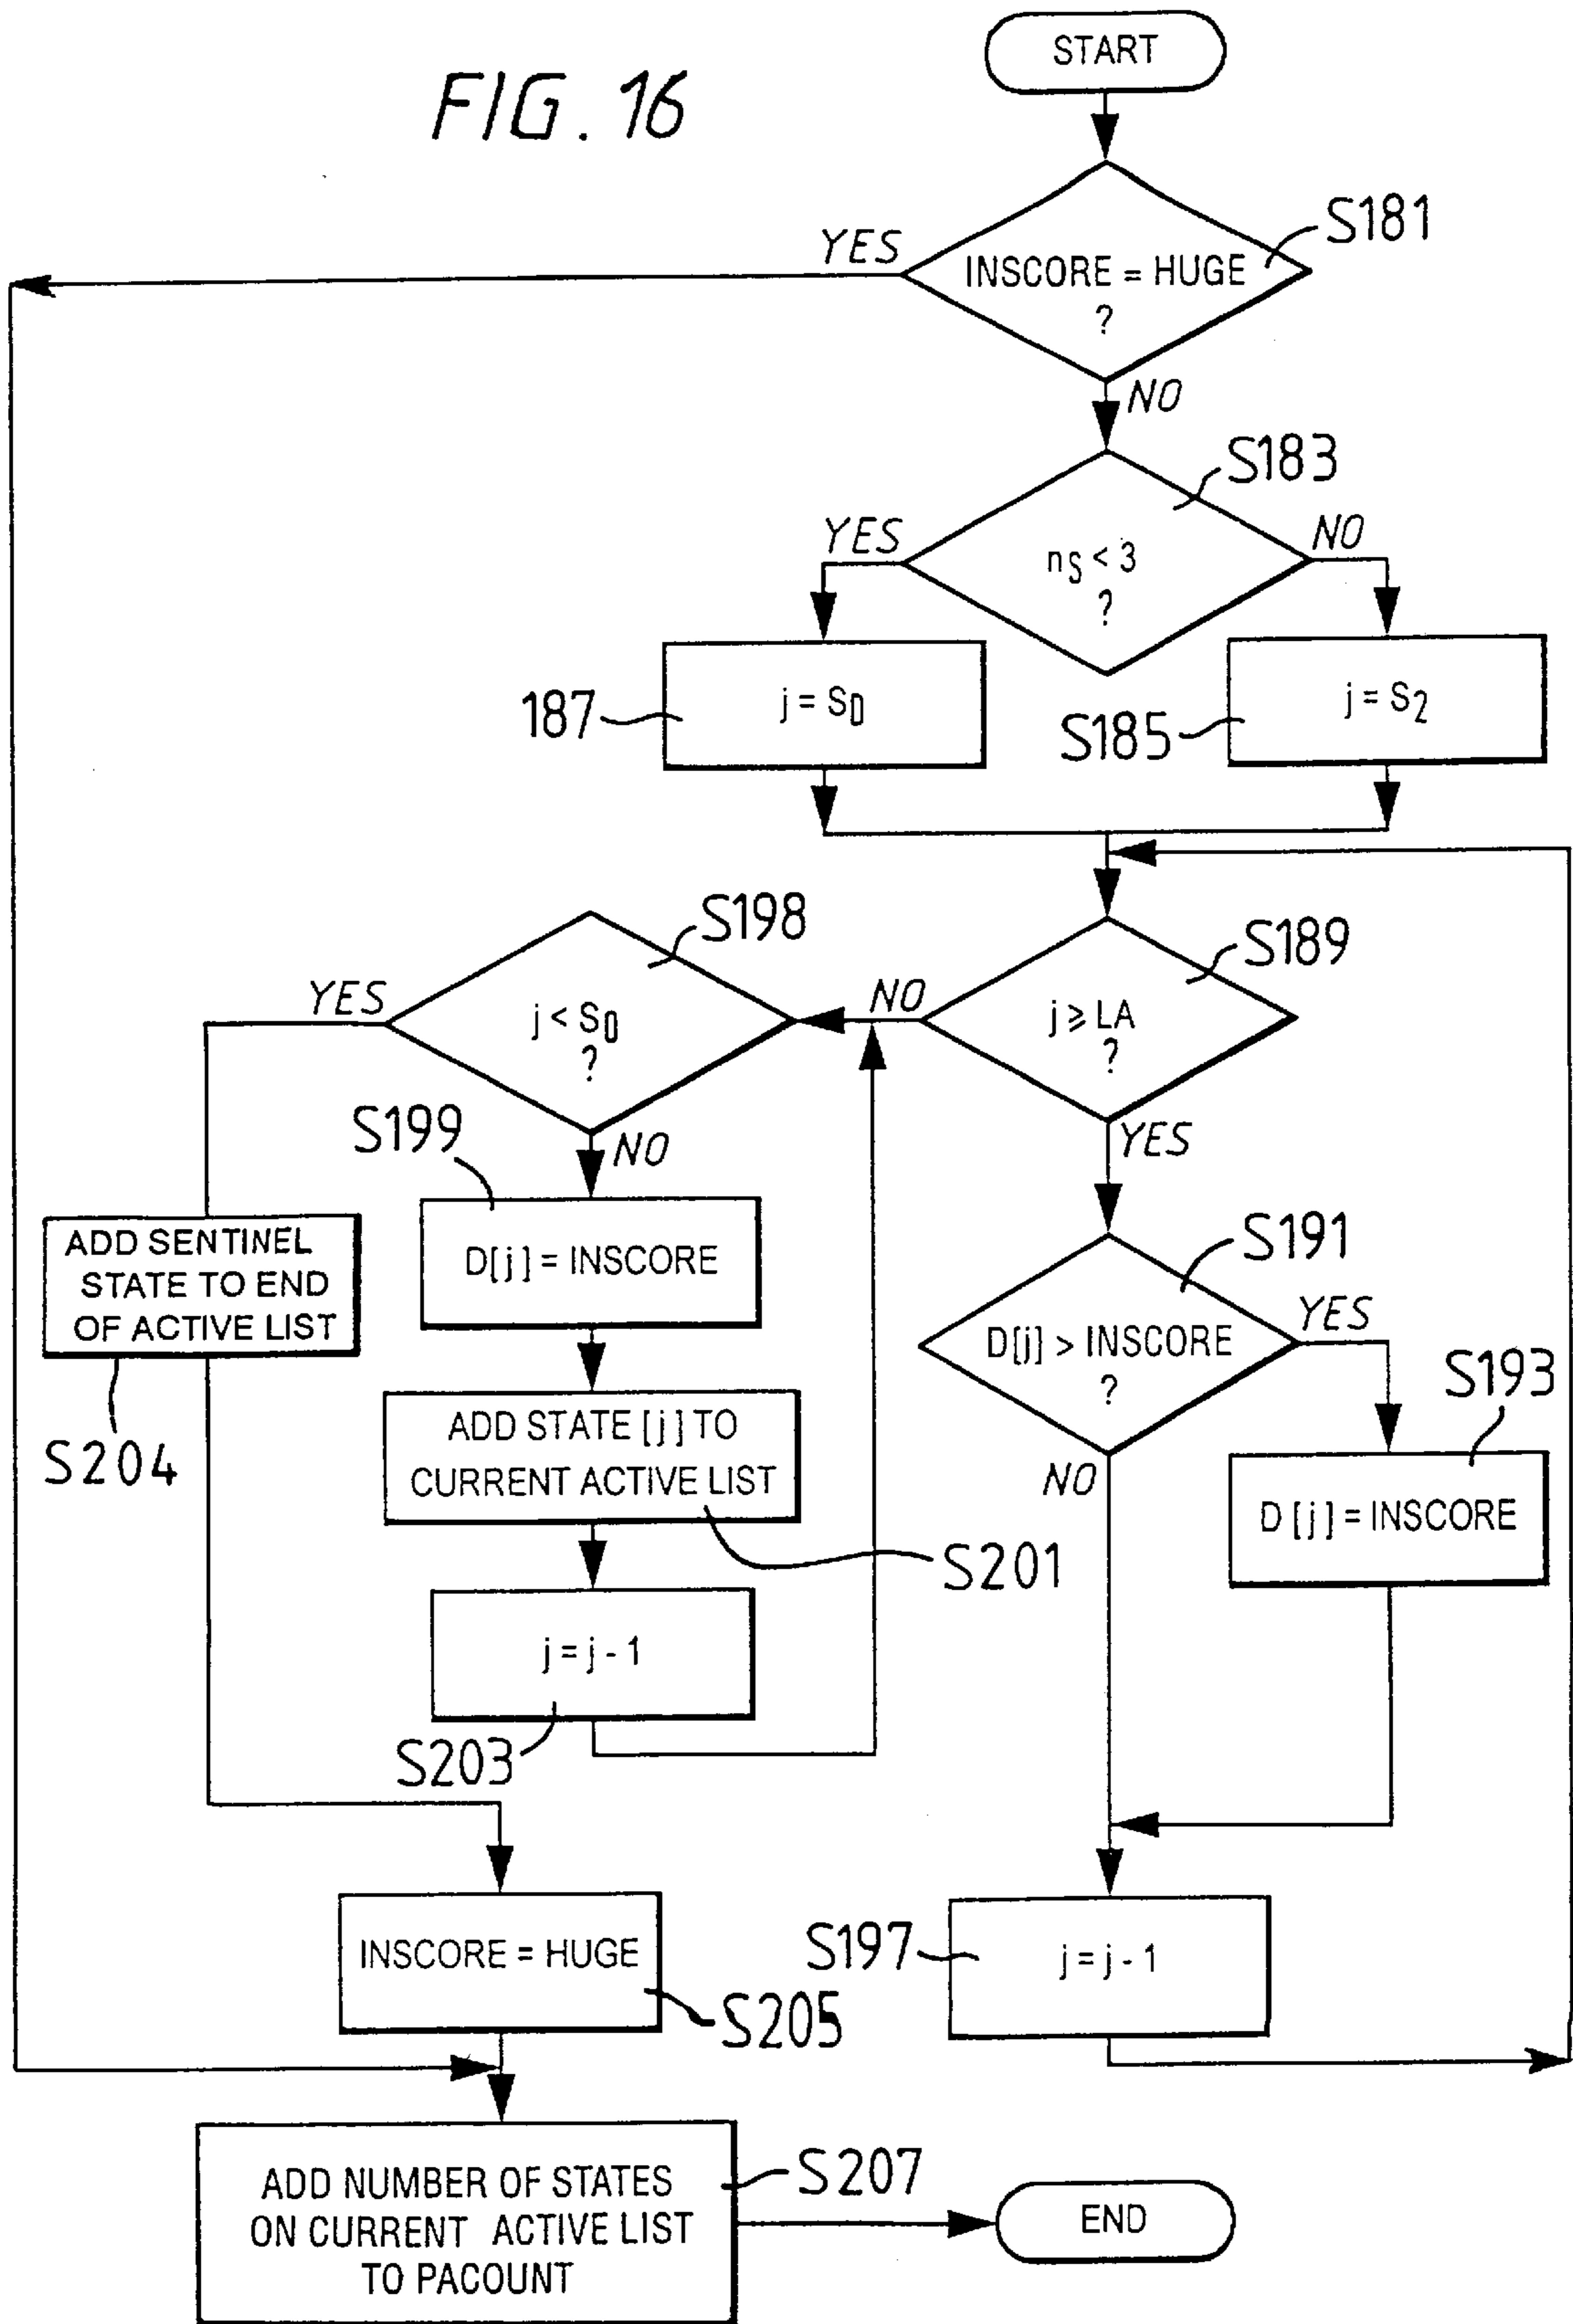 FIG. 16
START
S181
YES
INSCORE = HUGE
?
NO
S183
YES
NO
nS < 3
?
187
j = S0
S185
j = S2
S198
S189
YES
NO
j < S0
?
j ⩾ LA
?
S199
NO
YES
D[j] = INSCORE
S191
ADD SENTINEL
STATE TO END
OF ACTIVE LIST
YES
D[j] > INSCORE
?
S193
S204
ADD STATE [j] TO
CURRENT ACTIVE LIST
NO
D [j] = INSCORE
S201
j = j - 1
S203
INSCORE = HUGE
S205
S197
j = j - 1
ADD NUMBER OF STATES
ON CURRENT ACTIVE LIST
TO PACOUNT
S207
END